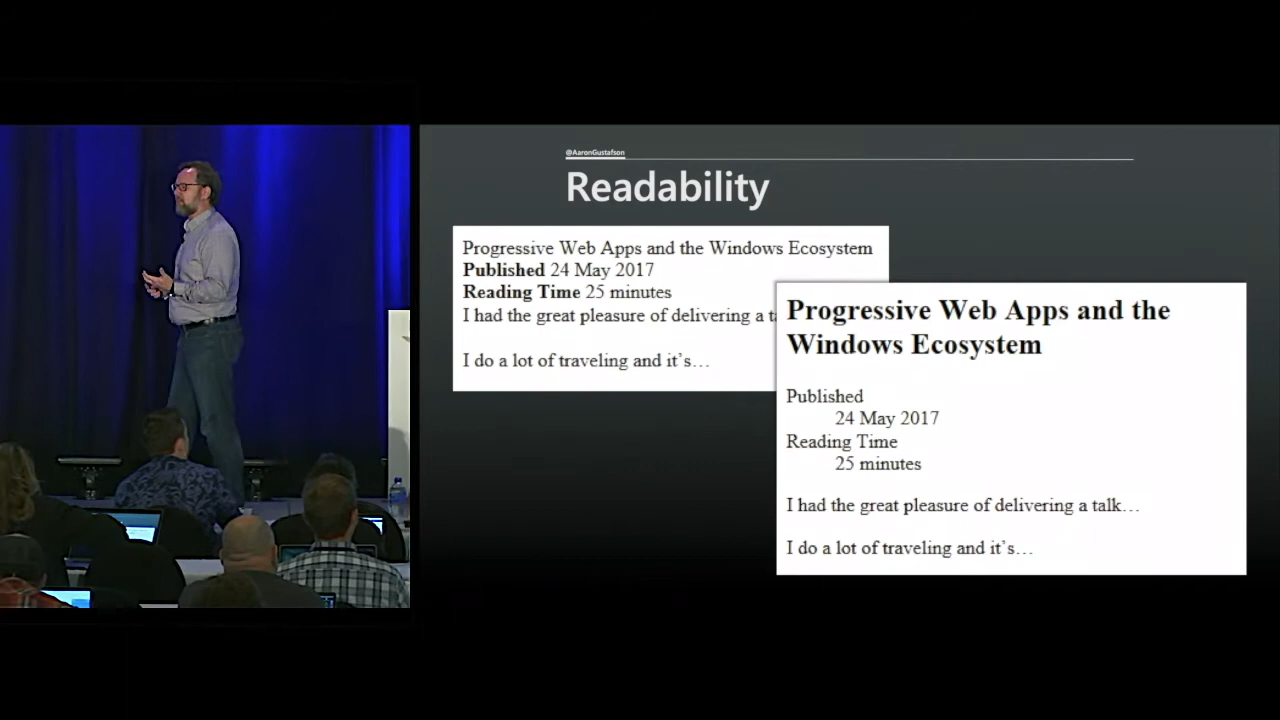 @AaronGustafson
Readability
Progressive Web Apps and the Windows Ecosystem
Published 24 May 2017
Reading Time 25 minutes
I had the great pleasure of delivering a
I do a lot of traveling and it’s…
Progressive Web Apps and the
Windows Ecosystem
Published
24 May 2017
Reading Time
25 minutes
I had the great pleasure of delivering a talk…
I do a lot of traveling and it’s…